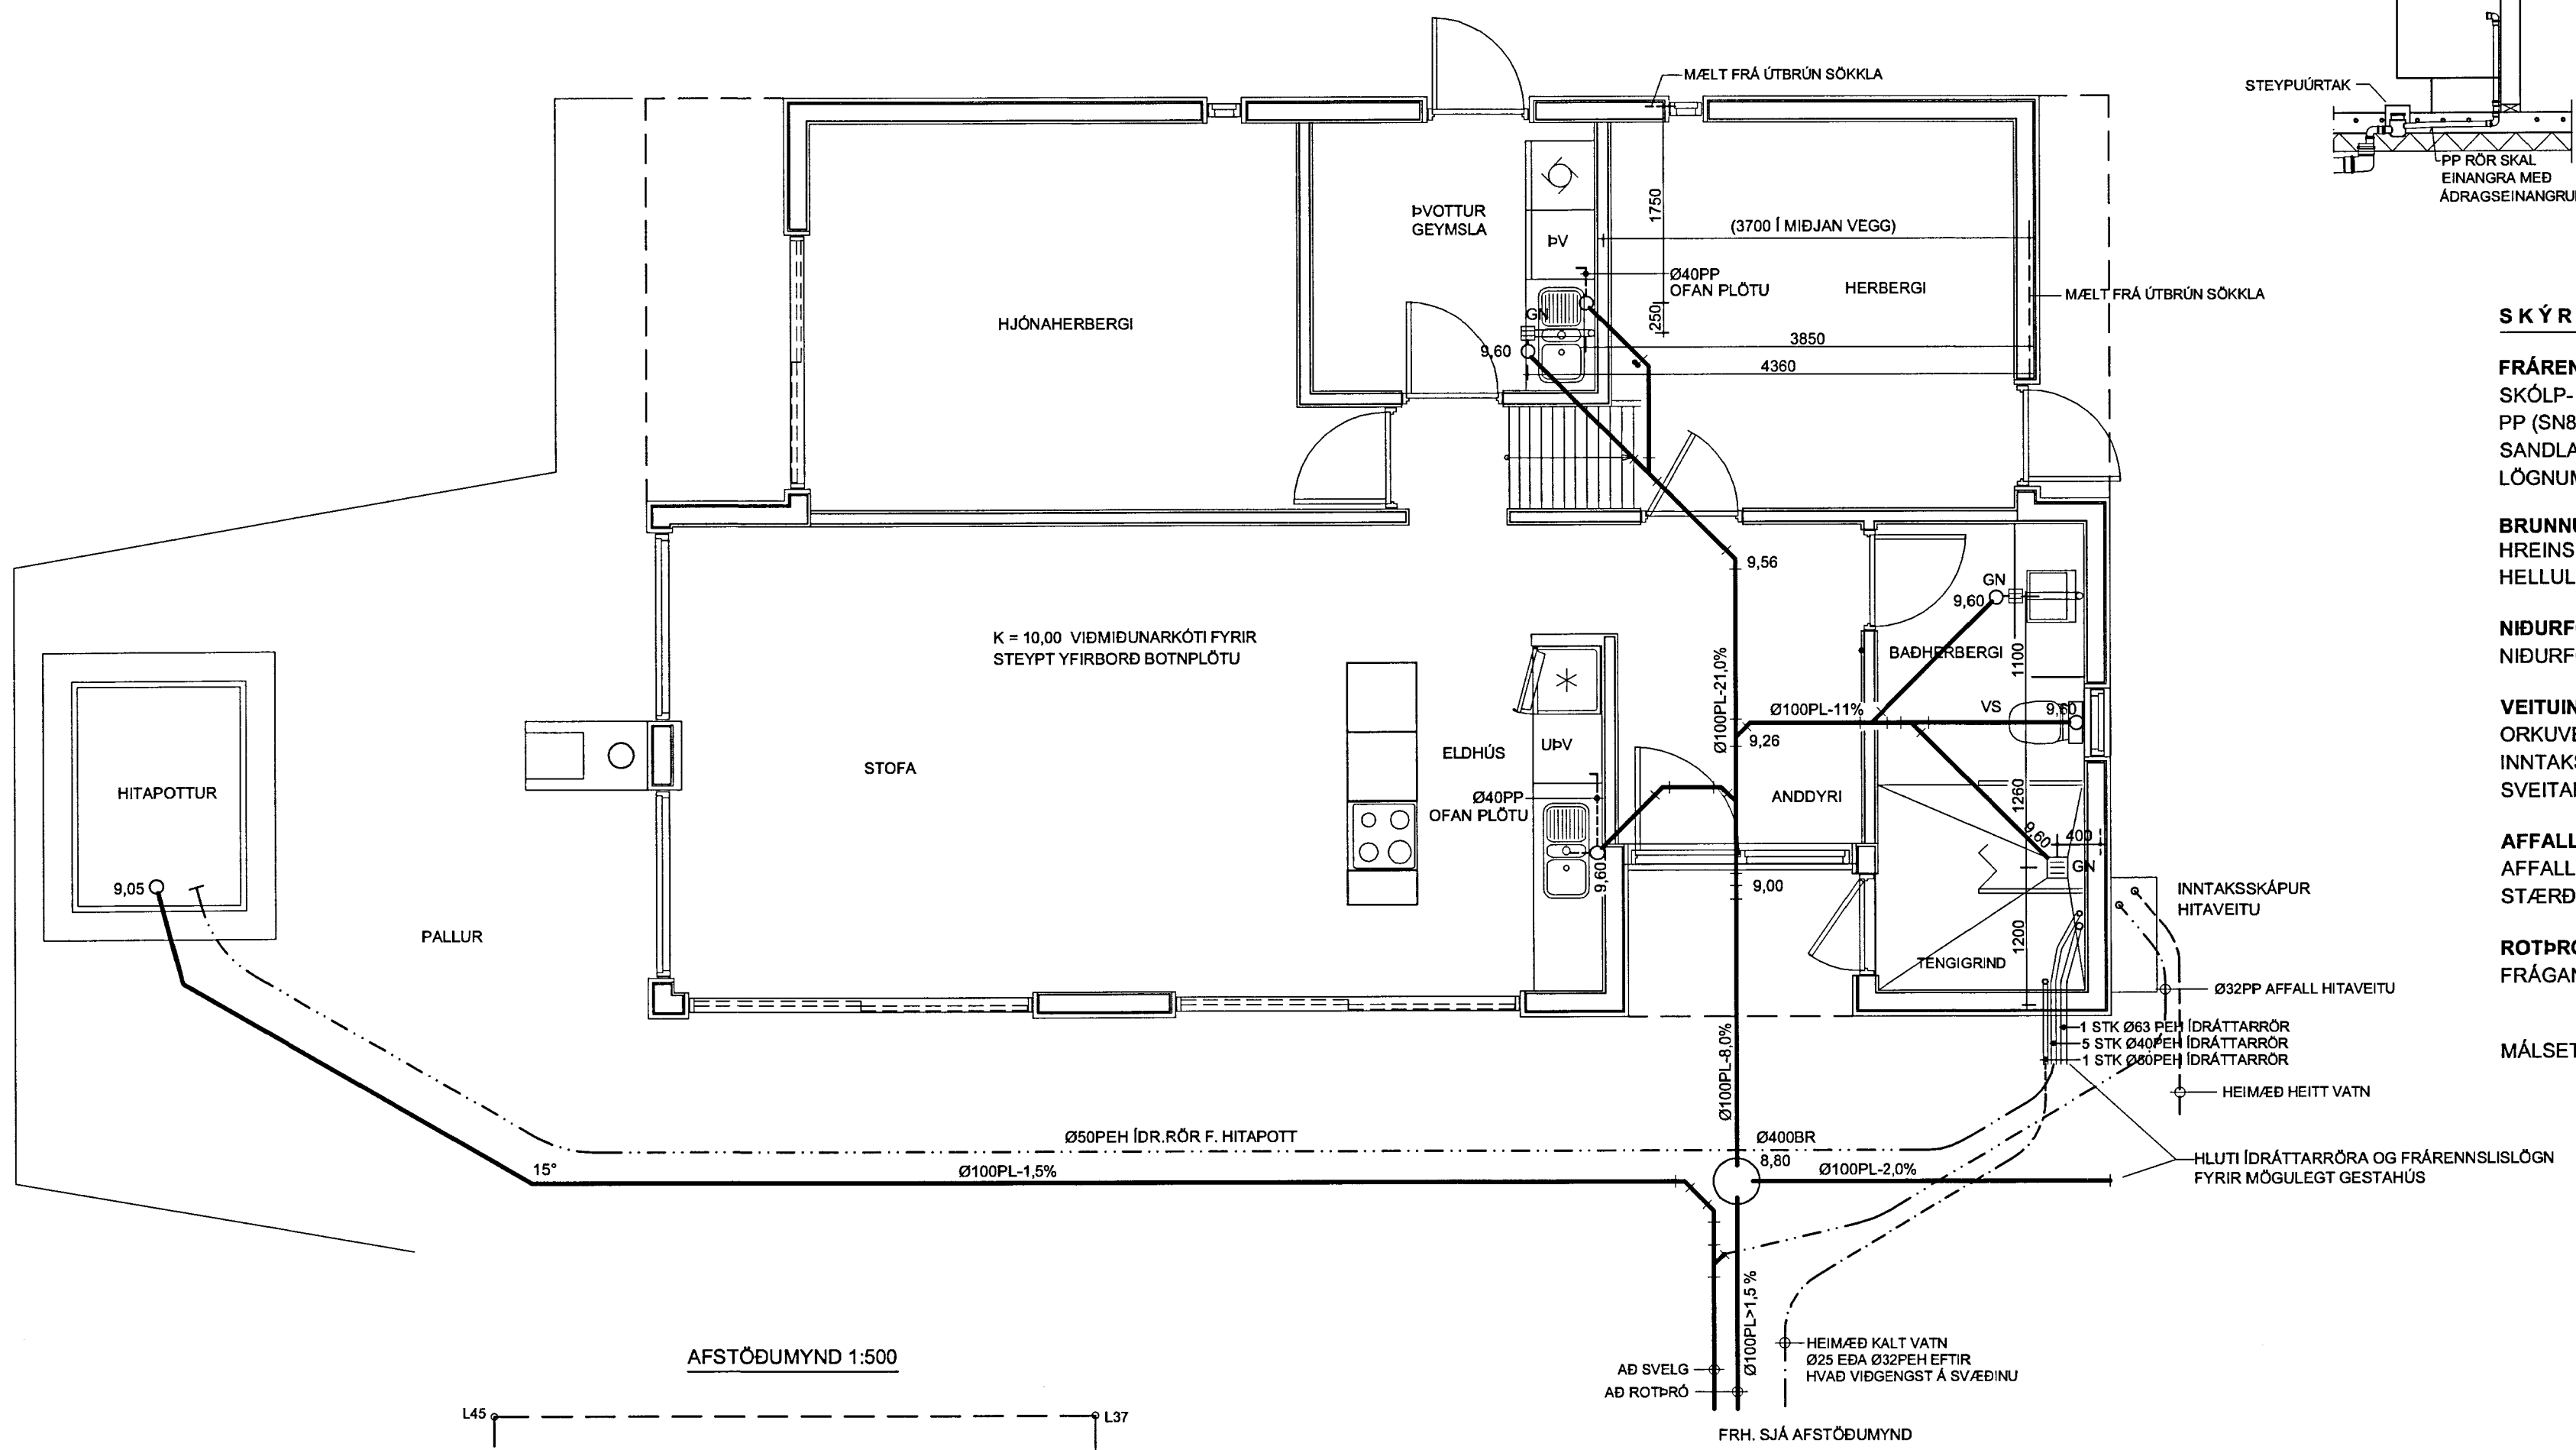 MÆLT FRÁ ÚTBRÚN SÖKKLA
STEYPUÚRTAK
PP RÖR SKAL
EINANGRA MEÐ
ÞVOTTUR
GEYMSLA
1750
(3700 Í MIÐJAN VEGG)
ÞV
Ø40PP
OFAN PLÖTU
HERBERGI
MÆLT FRÁ ÚTBRÚN SÖKKLA
HJÓNAHERBERGI
GN
250
9,60
3850
4360
9,56
GN
9,60
K = 10,00 VIÐMIÐUNARKÓTI FYRIR
STEYPT YFIRBORÐ BOTNPLÖTU
BAÐHERBERGI
1100
Ø100PL-21,0%
Ø100PL-11%
VS
9,60
9,26
STOFA
ELDHÚS
UÞV
HITAPOTTUR
Ø40PP
OFAN PLÖTU
ANDDYRI
1260
9,60
400
GN
9,60
9,00
9,05
INNTAKSSKÁPUR
HITAVEITU
PALLUR
1200
TENGIGRIND
Ø32PP AFFALL HITAVEITU
1 STK Ø63 PEH ÍDRÁTTARRÖR
5 STK Ø40PEH ÍDRÁTTARRÖR
1 STK Ø50PEH ÍDRÁTTARRÖR
Ø100PL-8,0%
HEIMÆÐ HEITT VATN
Ø50PEH ÍDR.RÖR F. HITAPOTT
Ø400BR
8,80
15°
Ø100PL-1,5%
Ø100PL-2,0%
HLUTI ÍDRÁTTARRÖRA OG FRÁRENNSLISLÖGN
FYRIR MÖGULEGT GESTAHÚS
Ø100PL>1,5 %
AFSTÖÐUMYND 1:500
HEIMÆÐ KALT VATN
Ø25 EÐA Ø32PEH EFTIR
HVAÐ VIÐGENGST Á SVÆÐINU
AÐ SVELG
AÐ ROTÞRÓ
L45
L37
FRH. SJÁ AFSTÖÐUMYND
SKÝR
FRÁREN
SKÓLP-
PP (SN8
SANDLA
LÖGNUM
BRUNNU
HREINS
HELLUL
NIÐURF
NIÐURF
VEITUIN
ORKUVE
INNTAKS
SVEITA
AFFALL
AFFALL
STÆRÐ
ROTÞRO
FRÁGAN
MÁLSET